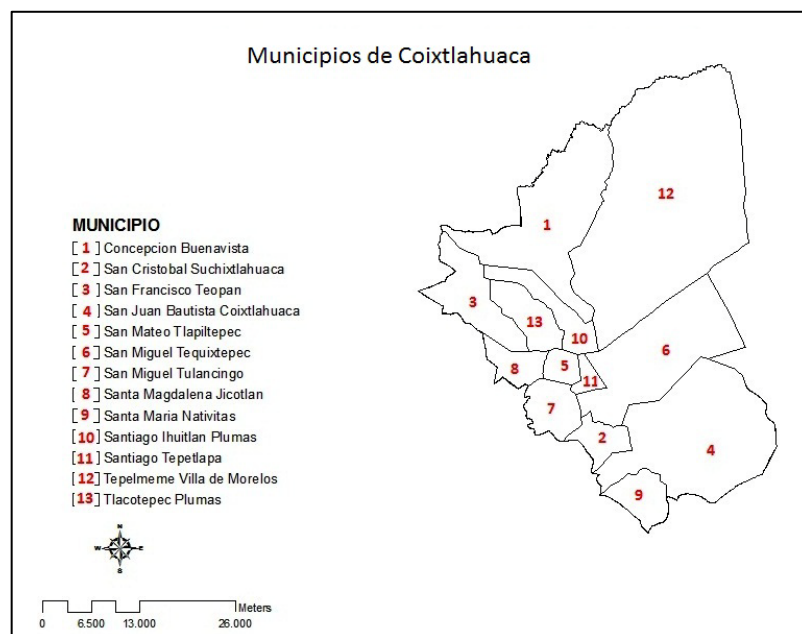 Municipios de Coixtlahuaca
MUNICIPIO
[ 1 ] Concepcion Buenavista
[ 2 ] San Cristobal Suchixtlahuaca
[ 3 ] San Francisco Teopan
[ 4 ] San Juan Bautista Coixtlahuaca
[ 5 ] San Mateo Tlapiltepec
[ 6 ] San Miguel Tequixtepec
[ 7 ] San Miguel Tulancingo
[ 8 ] Santa Magdalena Jicotlan
[ 9 ] Santa Maria Nativitas
[10] Santiago Ihuitlan Plumas
[11] Santiago Tepetlapa
[12] Tepelmeme Villa de Morelos
[13] Tlacotepec Plumas
12
1
3
13
10
6
8
5
11
7
2
4
9
N
W E
S
Meters
0 6.500 13.000 26.000